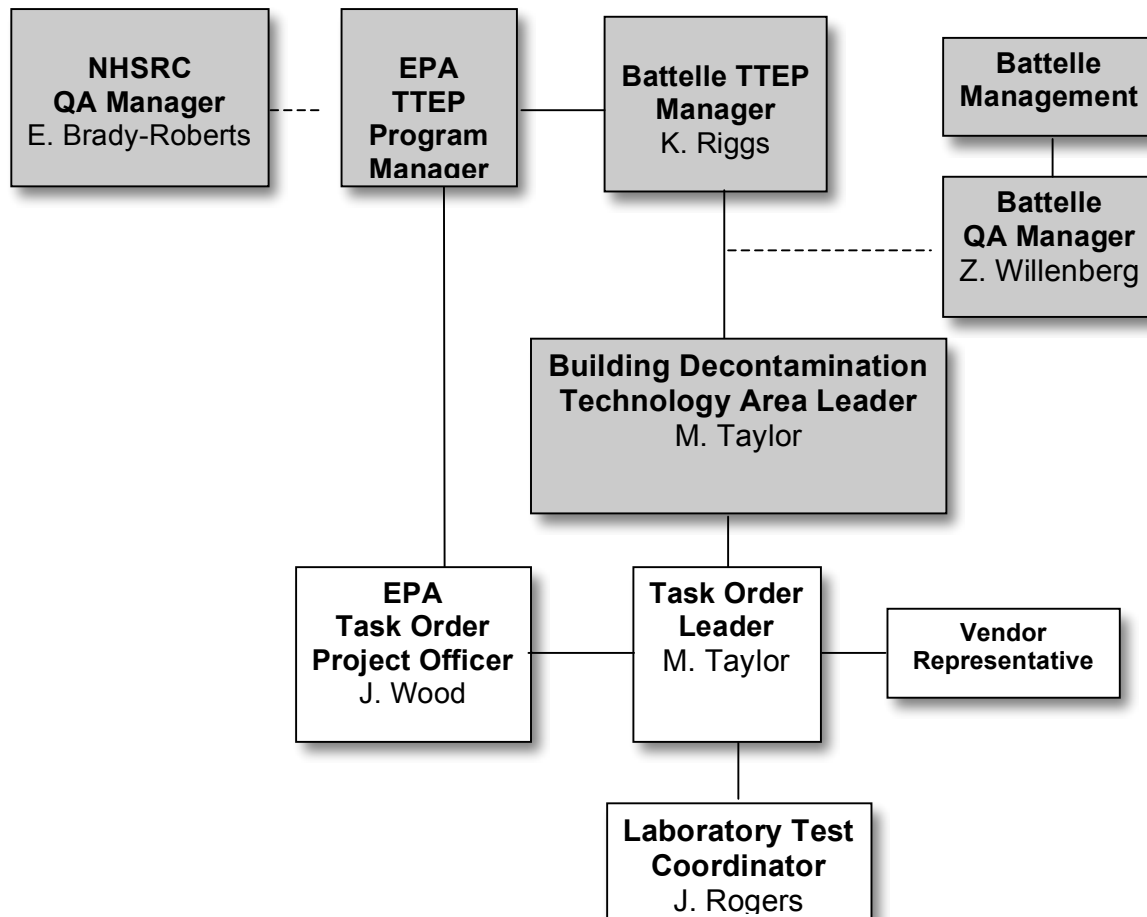 NHSRC
QA Manager
E. Brady-Roberts
EPA
TTEP
Program
Manager
Battelle TTEP
Manager
K. Riggs
Battelle
Management
Battelle
QA Manager
Z. Willenberg
Building Decontamination
Technology Area Leader
M. Taylor
EPA
Task Order
Project Officer
J. Wood
Task Order
Leader
M. Taylor
Vendor
Representative
Laboratory Test
Coordinator
J. Rogers